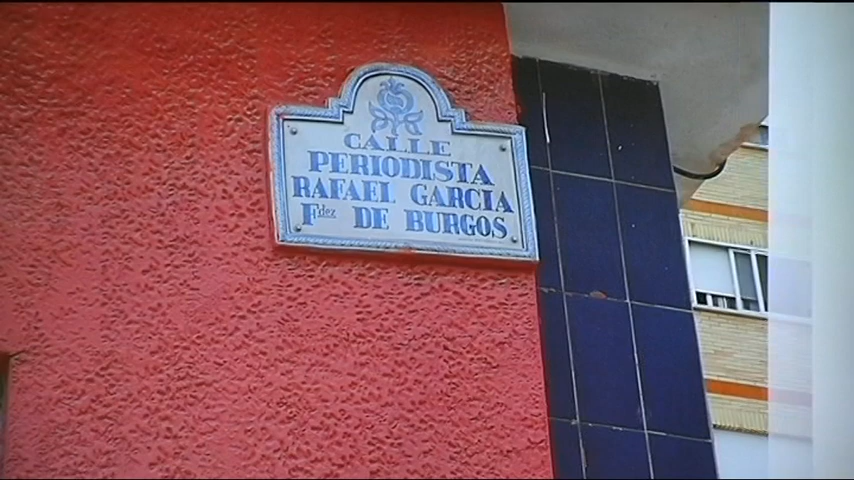 CALLE
PERIODISTA
RAFAEL GARCIA
Fdez DE BURGOS